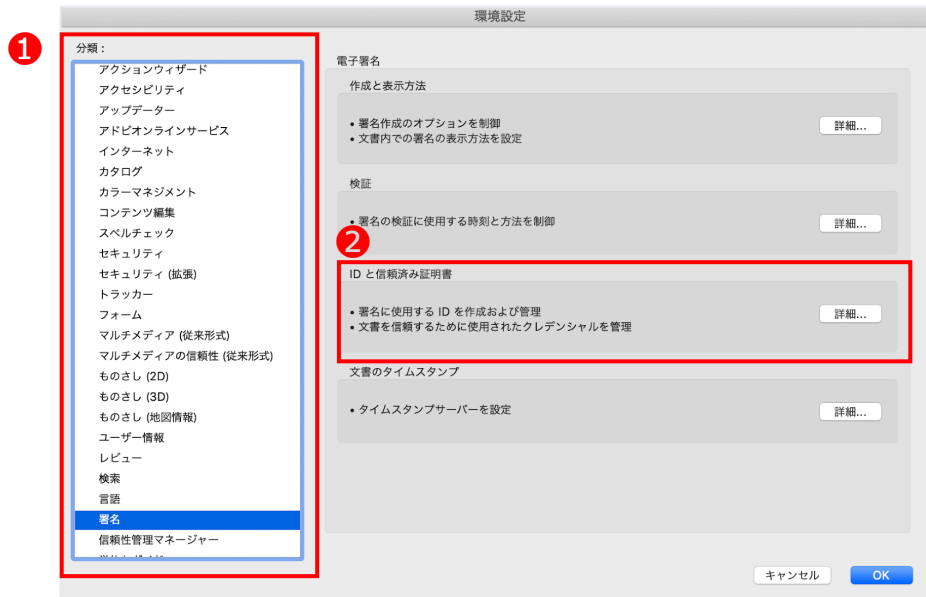 環境設定
1
分類：
アクションウィザード
アクセシビリティ
アップデーター
アドビオンラインサービス
インターネット
カタログ
カラーマネジメント
コンテンツ編集
スペルチェック
セキュリティ
セキュリティ (拡張)
トラッカー
フォーム
マルチメディア (従来形式)
マルチメディアの信頼性 (従来形式)
ものさし (2D)
ものさし (3D)
ものさし (地図情報)
ユーザー情報
レビュー
検索
言語
署名
信頼性管理マネージャー
電子署名
作成と表示方法
• 署名作成のオプションを制御
• 文書内での署名の表示方法を設定
詳細...
検証
• 署名の検証に使用する時刻と方法を制御
詳細...
2
ID と信頼済み証明書
• 署名に使用する ID を作成および管理
• 文書を信頼するために使用されたクレデンシャルを管理
詳細...
文書のタイムスタンプ
• タイムスタンプサーバーを設定
詳細...
キャンセル
OK